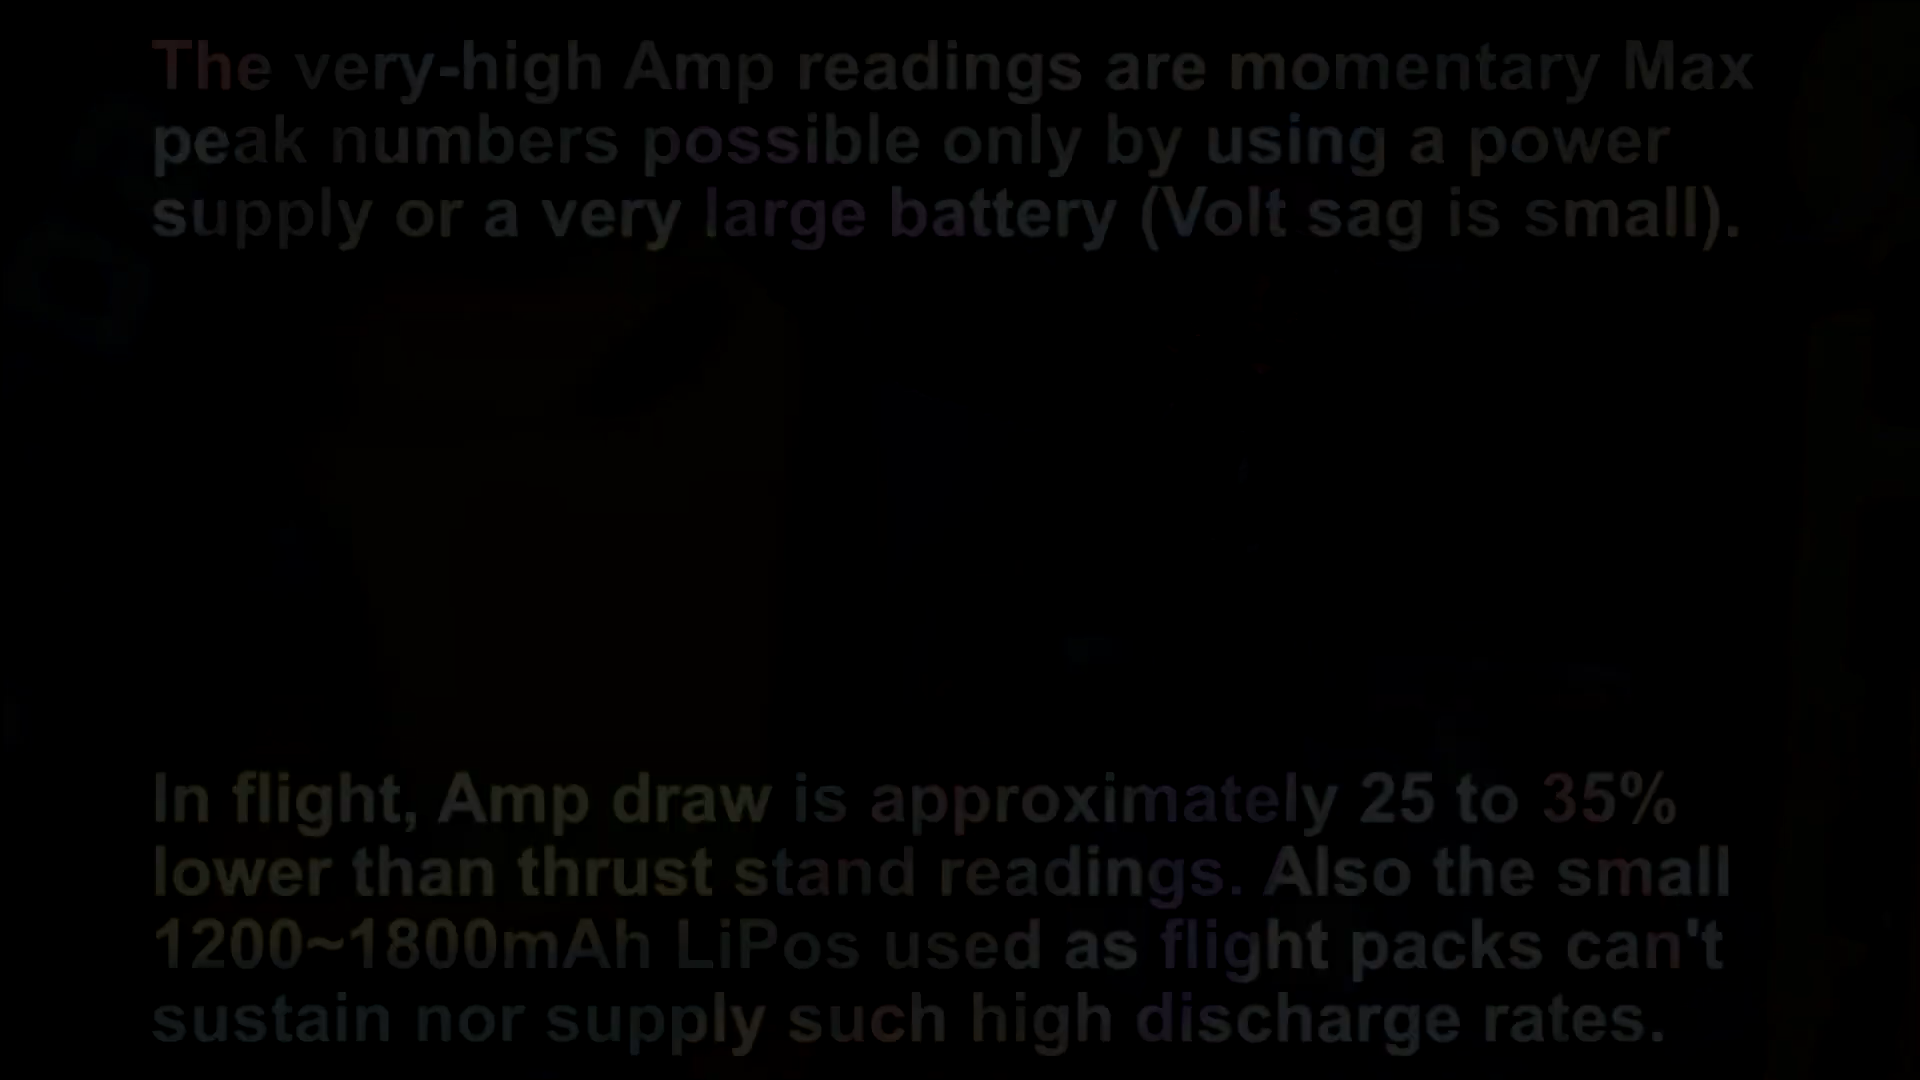 The very-high Amp readings are momentary Max
peak numbers possible only by using a power
supply or a very large battery (Volt sag is small).
In flight, Amp draw is approximately 25 to 35%
lower than thrust stand readings. Also the small
1200~1800mAh LiPos used as flight packs can't
sustain nor supply such high discharge rates.